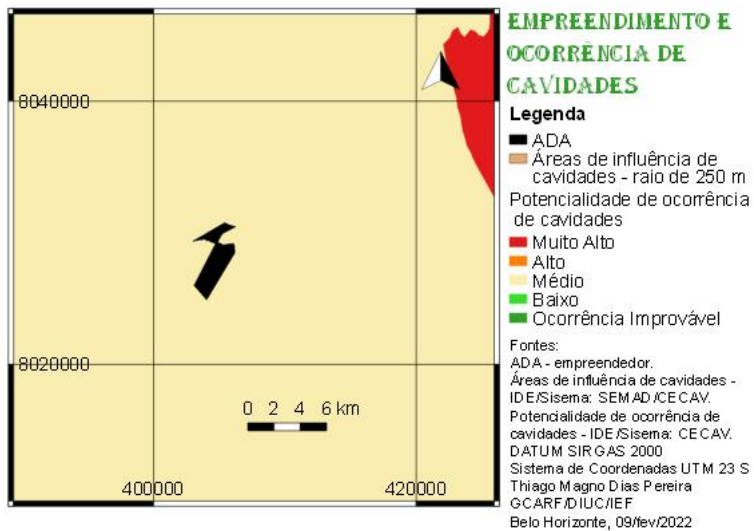 EMPREENDIMENTO E
OCORRÊNCIA DE
CAVIDADES
Legenda
ADA
Áreas de influência de
cavidades - raio de 250 m
Potencialidade de ocorrência
de cavidades
Muito Alto
Alto
Médio
Baixo
Ocorrência Improvável
Fontes:
ADA - empreendedor.
Áreas de influência de cavidades -
IDE/Sisema: SEMAD/CECAV.
Potencialidade de ocorrência de
cavidades - IDE/Sisema: CECAV.
DATUM SIRGAS 2000
Sistema de Coordenadas UTM 23 S
Thiago Magno Dias Pereira
GCARF/DIUC/IEF
Belo Horizonte, 09/fev/2022
8040000
8020000
0 2 4 6 km
400000 420000